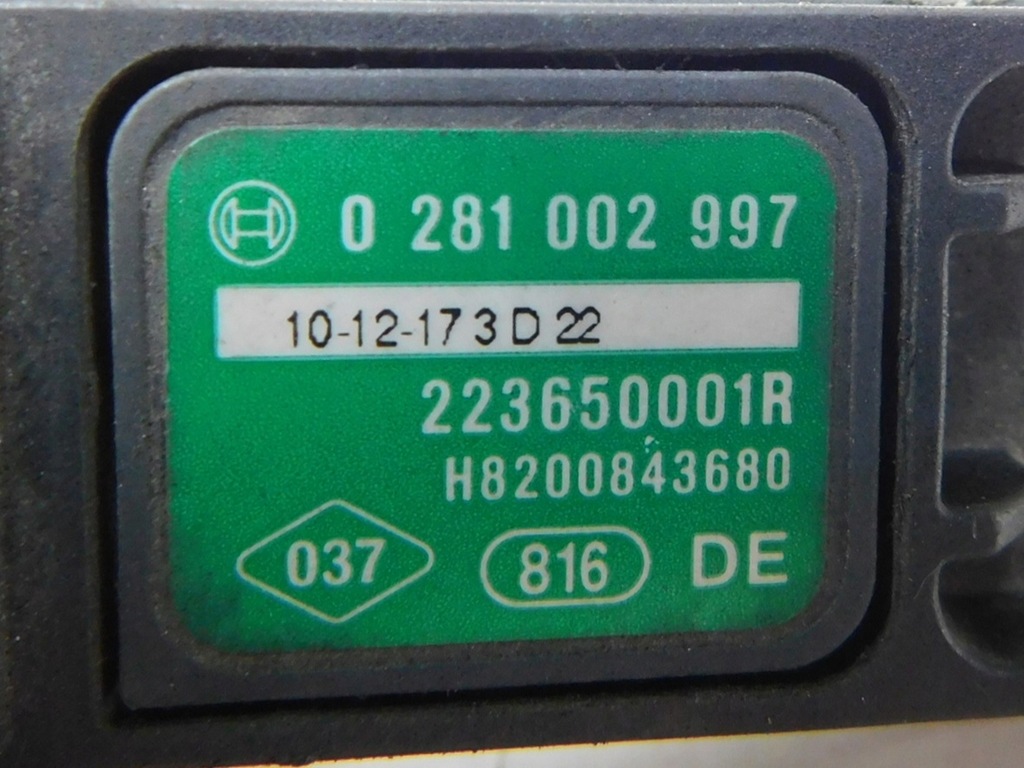 0 281 002 997
10-12-17 3 D 22
223650001R
H8200843680
037 816 DE